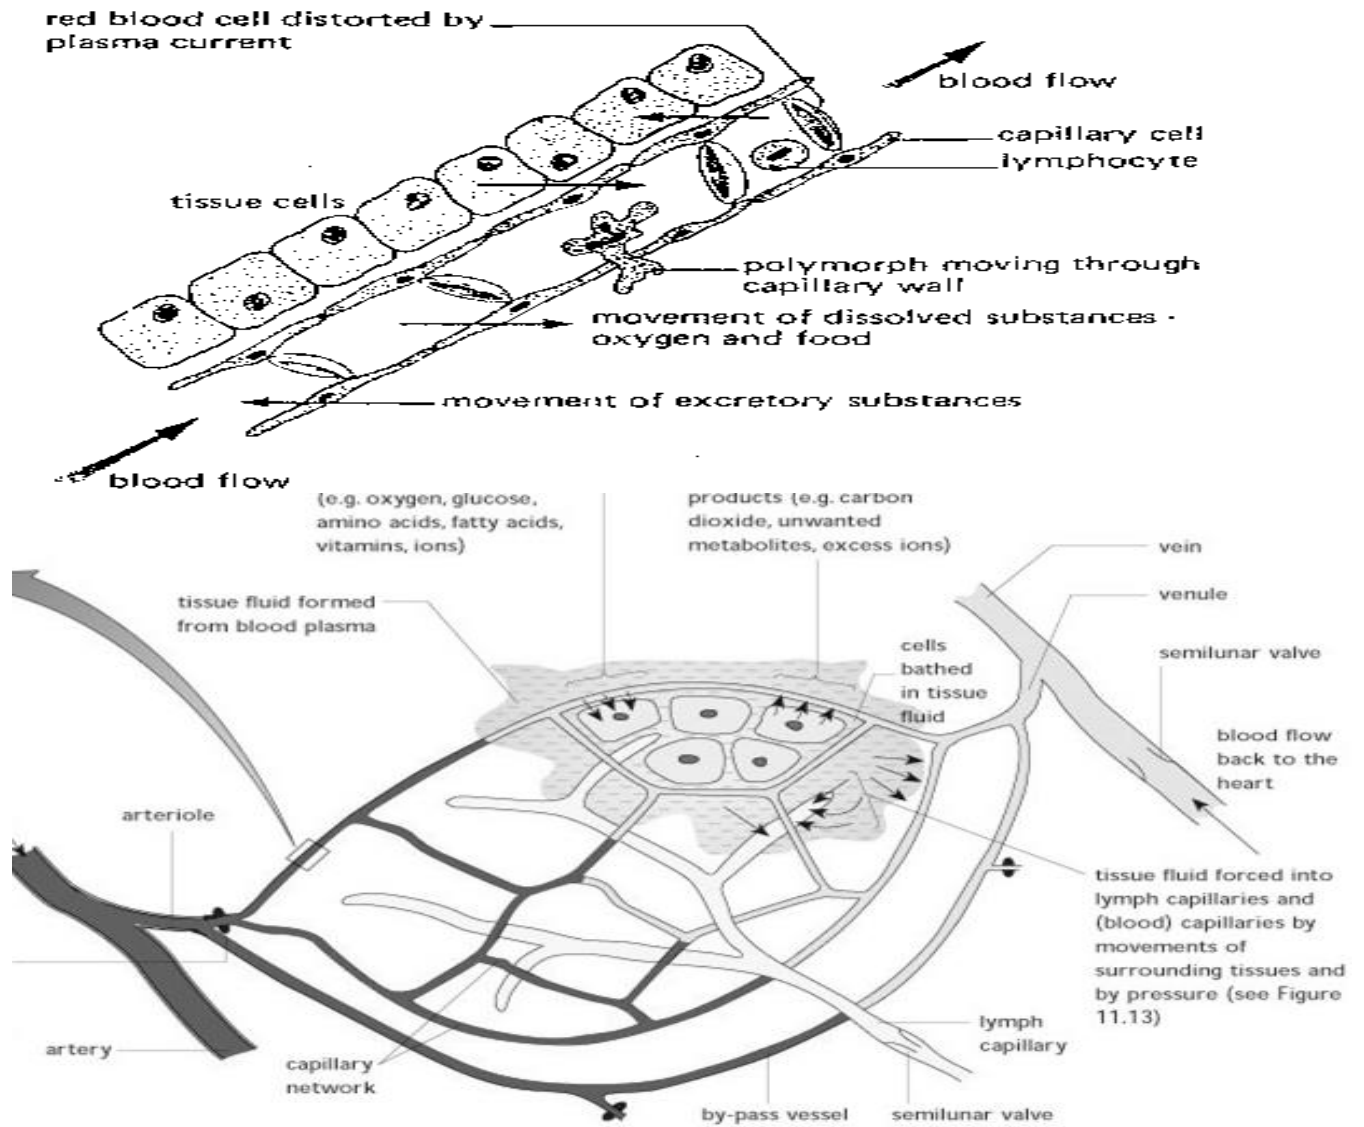 red blood cell distorted by
plasma current
blood flow
capillary cell
lymphocyte
tissue cells
polymorph moving through
capillary wall
movement of dissolved substances -
oxygen and food
movement of excretory substances
blood flow
(e.g. oxygen, glucose,
amino acids, fatty acids,
vitamins, ions)
products (e.g. carbon
dioxide, unwanted
metabolites, excess ions)
vein
venule
tissue fluid formed
from blood plasma
cells
bathed
in tissue
fluid
semilunar valve
blood flow
back to the
heart
arteriole
tissue fluid forced into
lymph capillaries and
(blood) capillaries by
movements of
surrounding tissues and
by pressure (see Figure
11.13)
artery
capillary
network
lymph
capillary
by-pass vessel
semilunar valve